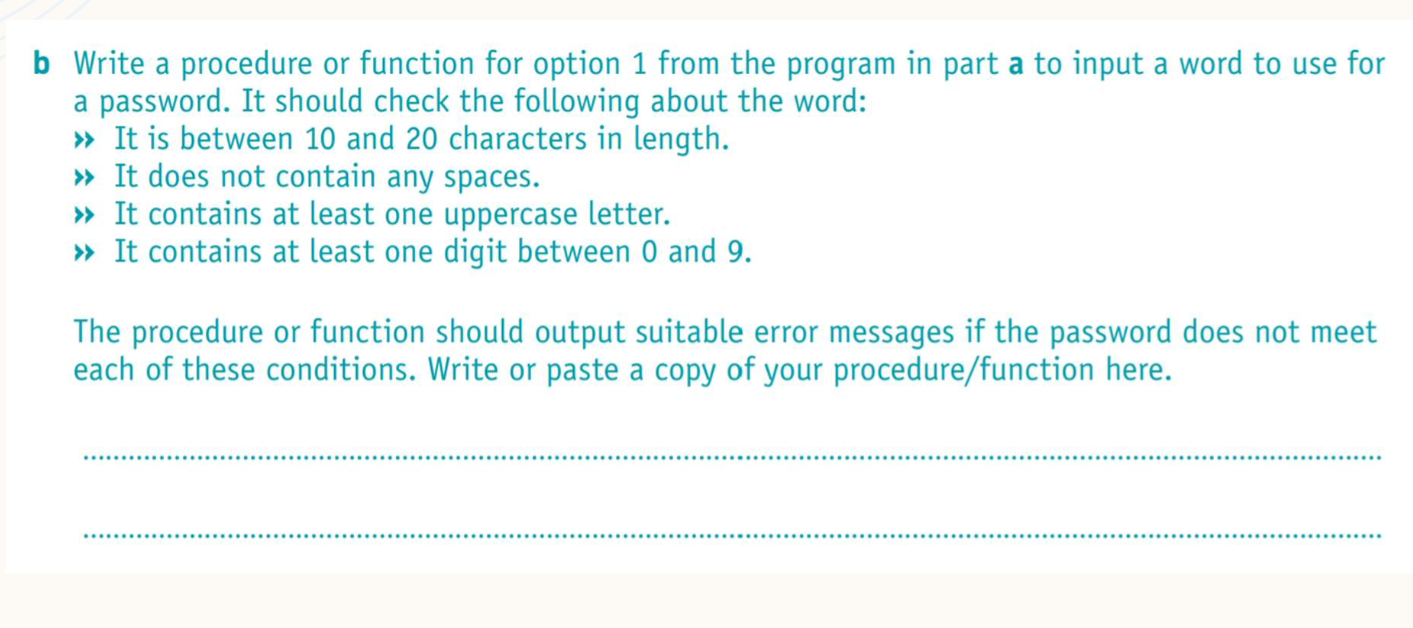 b Write a procedure or function for option 1 from the program in part a to input a word to use for
a password. It should check the following about the word:
» It is between 10 and 20 characters in length.
» It does not contain any spaces.
» It contains at least one uppercase letter.
» It contains at least one digit between 0 and 9.
The procedure or function should output suitable error messages if the password does not meet
each of these conditions. Write or paste a copy of your procedure/function here.